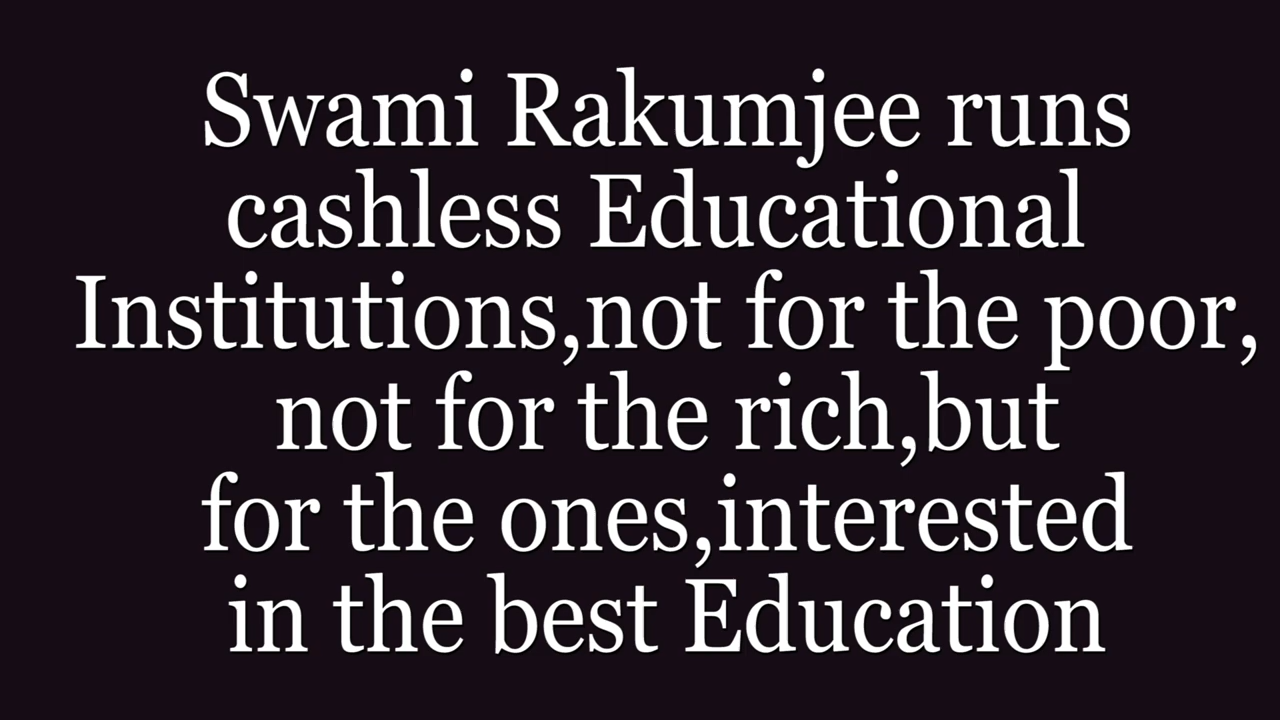 Swami Rakumjee runs
cashless Educational
Institutions,not for the poor,
not for the rich,but
for the ones,interested
in the best Education